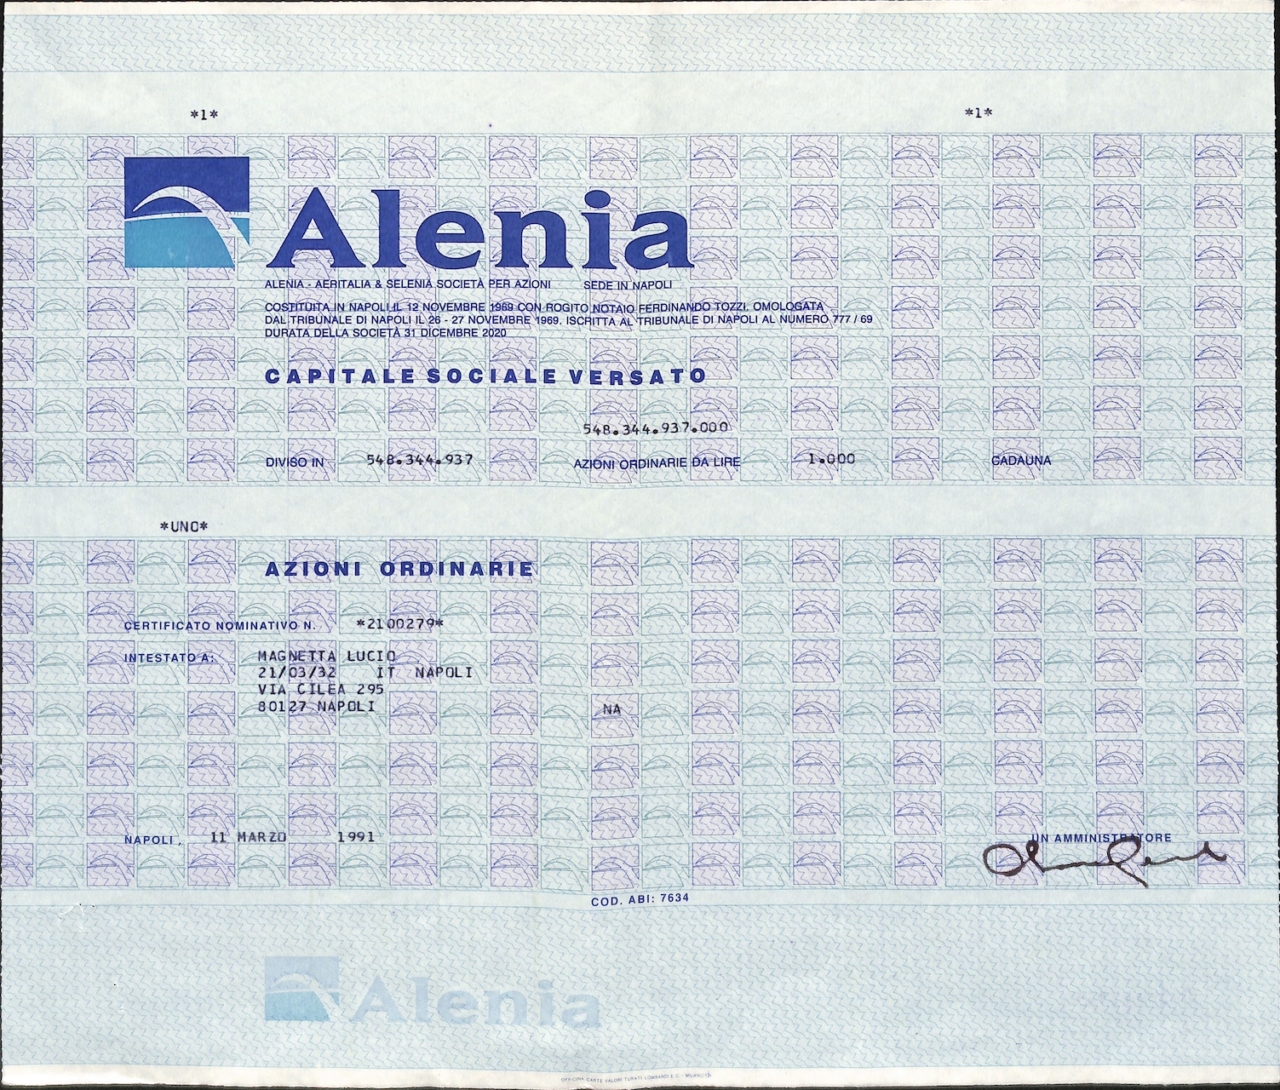 *1* *1*
Alenia
ALENIA - AERITALIA & SELENIA SOCIETÀ PER AZIONI SEDE IN NAPOLI
COSTITUITA IN NAPOLI IL 12 NOVEMBRE 1969 CON ROGITO NOTAIO FERDINANDO TOZZI. OMOLOGATA
DAL TRIBUNALE DI NAPOLI IL 26 - 27 NOVEMBRE 1969. ISCRITTA AL TRIBUNALE DI NAPOLI AL NUMERO 777 / 69
DURATA DELLA SOCIETÀ 31 DICEMBRE 2020
CAPITALE SOCIALE VERSATO
548.344.937.000
DIVISO IN 548.344.937 AZIONI ORDINARIE DA LIRE 1.000 CADAUNA
*UNO*
AZIONI ORDINARIE
CERTIFICATO NOMINATIVO N. *2100279*
INTESTATO A: MAGNETTA LUCIO
21/03/32 IT NAPOLI
VIA CILEA 295
80127 NAPOLI NA
NAPOLI, 11 MARZO 1991
UN AMMINISTRATORE
COD. ABI: 7634
Alenia